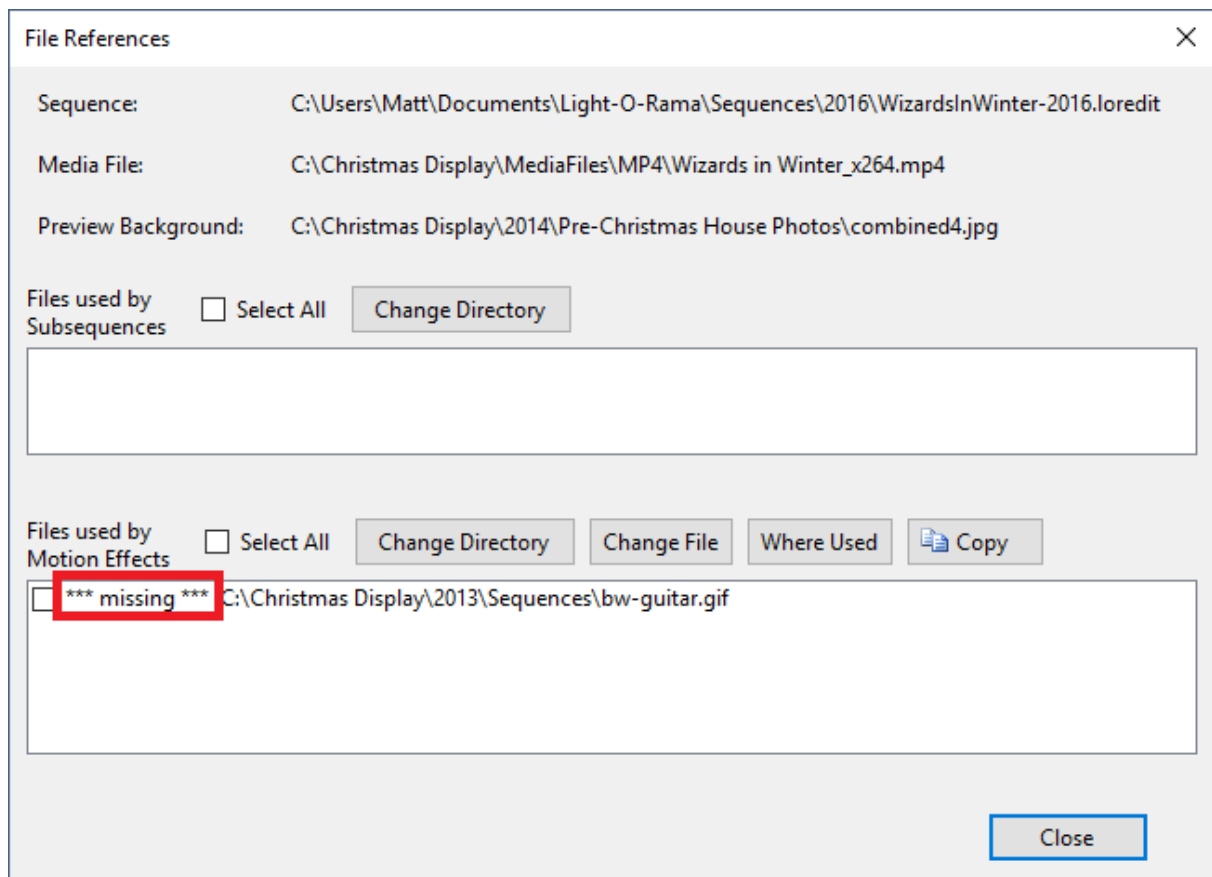 File References
Sequence: C:\Users\Matt\Documents\Light-O-Rama\Sequences\2016\WizardsInWinter-2016.loredit
Media File: C:\Christmas Display\MediaFiles\MP4\Wizards in Winter_x264.mp4
Preview Background: C:\Christmas Display\2014\Pre-Christmas House Photos\combined4.jpg
Files used by
Subsequences
Select All Change Directory
Files used by
Motion Effects
Select All Change Directory Change File Where Used Copy
*** missing *** C:\Christmas Display\2013\Sequences\bw-guitar.gif
Close